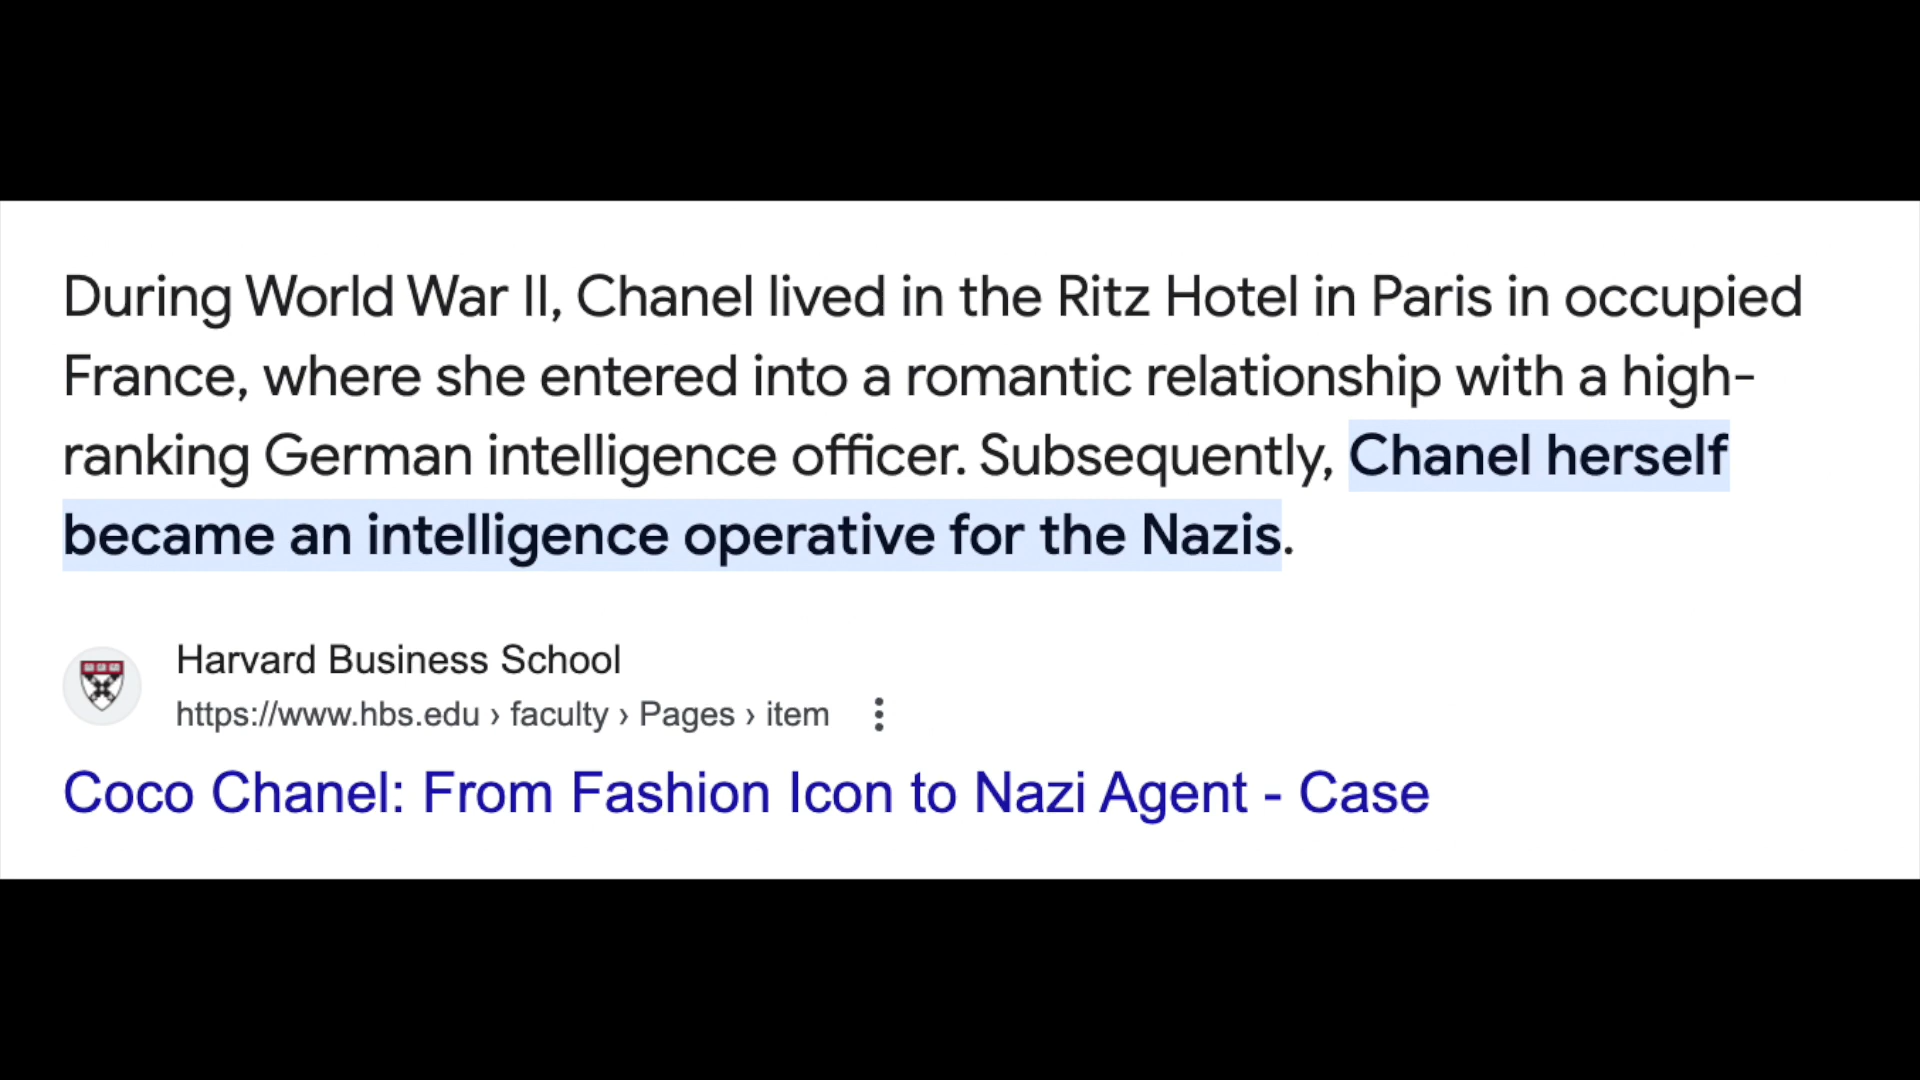 During World War II, Chanel lived in the Ritz Hotel in Paris in occupied
France, where she entered into a romantic relationship with a high-
ranking German intelligence officer. Subsequently, Chanel herself
became an intelligence operative for the Nazis.
Harvard Business School
https://www.hbs.edu › faculty › Pages › item
Coco Chanel: From Fashion Icon to Nazi Agent - Case